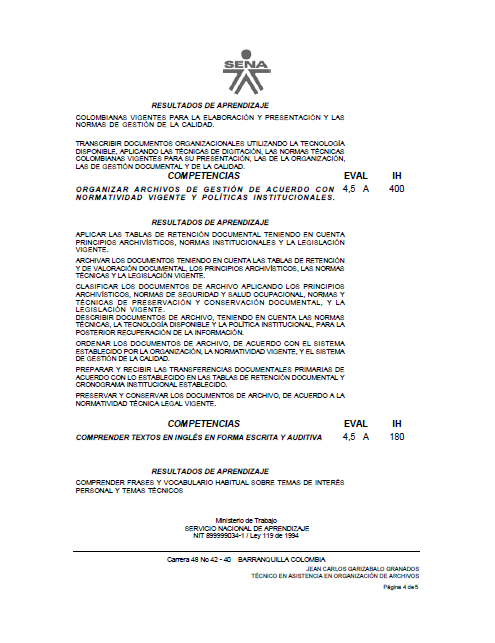 SENA
RESULTADOS DE APRENDIZAJE
COLOMBIANAS VIGENTES PARA LA ELABORACIÓN Y PRESENTACIÓN Y LAS
NORMAS DE GESTIÓN DE LA CALIDAD.
TRANSCRIBIR DOCUMENTOS ORGANIZACIONALES UTILIZANDO LA TECNOLOGÍA
DISPONIBLE, APLICANDO LAS TÉCNICAS DE DIGITACIÓN, LAS NORMAS TÉCNICAS
COLOMBIANAS VIGENTES PARA SU PRESENTACIÓN, LAS DE LA ORGANIZACIÓN,
LAS DE GESTIÓN DOCUMENTAL Y DE LA CALIDAD.
COMPETENCIAS EVAL IH
ORGANIZAR ARCHIVOS DE GESTIÓN DE ACUERDO CON 4,5 A 400
NORMATIVIDAD VIGENTE Y POLÍTICAS INSTITUCIONALES.
RESULTADOS DE APRENDIZAJE
APLICAR LAS TABLAS DE RETENCIÓN DOCUMENTAL TENIENDO EN CUENTA
PRINCIPIOS ARCHIVÍSTICOS, NORMAS INSTITUCIONALES Y LA LEGISLACIÓN
VIGENTE.
ARCHIVAR LOS DOCUMENTOS TENIENDO EN CUENTA LAS TABLAS DE RETENCIÓN
Y DE VALORACIÓN DOCUMENTAL, LOS PRINCIPIOS ARCHIVÍSTICOS, LAS NORMAS
TÉCNICAS Y LA LEGISLACIÓN VIGENTE.
CLASIFICAR LOS DOCUMENTOS DE ARCHIVO APLICANDO LOS PRINCIPIOS
ARCHIVÍSTICOS, NORMAS DE SEGURIDAD Y SALUD OCUPACIONAL, NORMAS Y
TÉCNICAS DE PRESERVACIÓN Y CONSERVACIÓN DOCUMENTAL, Y LA
LEGISLACIÓN VIGENTE.
DESCRIBIR DOCUMENTOS DE ARCHIVO, TENIENDO EN CUENTA LAS NORMAS
TÉCNICAS, LA TECNOLOGÍA DISPONIBLE Y LA POLÍTICA INSTITUCIONAL, PARA LA
POSTERIOR RECUPERACIÓN DE LA INFORMACIÓN.
ORDENAR LOS DOCUMENTOS DE ARCHIVO, DE ACUERDO CON EL SISTEMA
ESTABLECIDO POR LA ORGANIZACIÓN, LA NORMATIVIDAD VIGENTE, Y EL SISTEMA
DE GESTIÓN DE LA CALIDAD.
PREPARAR Y RECIBIR LAS TRANSFERENCIAS DOCUMENTALES PRIMARIAS DE
ACUERDO CON LO ESTABLECIDO EN LAS TABLAS DE RETENCIÓN DOCUMENTAL Y
CRONOGRAMA INSTITUCIONAL ESTABLECIDO.
PRESERVAR Y CONSERVAR LOS DOCUMENTOS DE ARCHIVO, DE ACUERDO A LA
NORMATIVIDAD TÉCNICA LEGAL VIGENTE.
COMPETENCIAS EVAL IH
COMPRENDER TEXTOS EN INGLÉS EN FORMA ESCRITA Y AUDITIVA 4,5 A 180
RESULTADOS DE APRENDIZAJE
COMPRENDER FRASES Y VOCABULARIO HABITUAL SOBRE TEMAS DE INTERÉS
PERSONAL Y TEMAS TÉCNICOS
Ministerio de Trabajo
SERVICIO NACIONAL DE APRENDIZAJE
NIT 899999034-1 / Ley 119 de 1994
Carrera 48 No 42 - 40 BARRANQUILLA COLOMBIA
JEAN CARLOS GARIZABALO GRANADOS
TÉCNICO EN ASISTENCIA EN ORGANIZACIÓN DE ARCHIVOS
Página 4 de 5